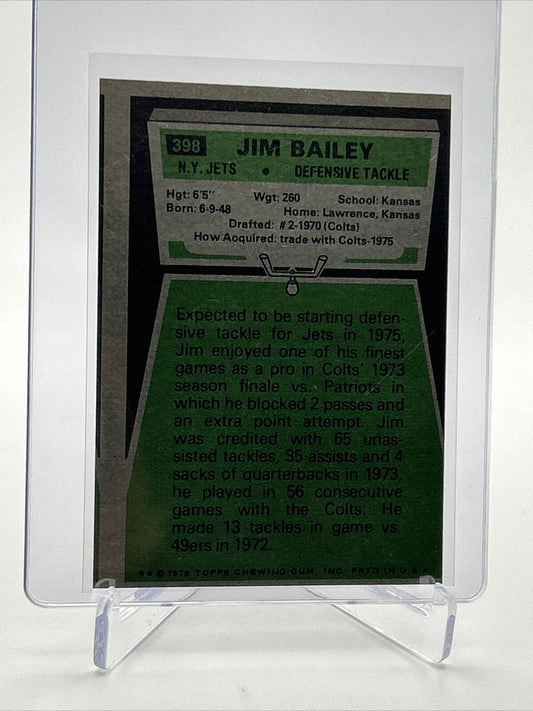 398 JIM BAILEY
N.Y. JETS • DEFENSIVE TACKLE
Hgt: 6'5" Wgt: 260 School: Kansas
Born: 6-9-48 Home: Lawrence, Kansas
Drafted: #2-1970 (Colts)
How Acquired: trade with Colts-1975
Expected to be starting defen-
sive tackle for Jets in 1975,
Jim enjoyed one of his finest
games as a pro in Colts' 1973
season finale vs. Patriots in
which he blocked 2 passes and
an extra point attempt. Jim
was credited with 65 unas-
sisted tackles, 35 assists and 4
sacks of quarterbacks in 1973,
he played in 56 consecutive
games with the Colts. He
made 13 tackles in game vs.
49ers in 1972.
★★ © 1975 TOPPS CHEWING GUM, INC. PRTD IN U.S.A.